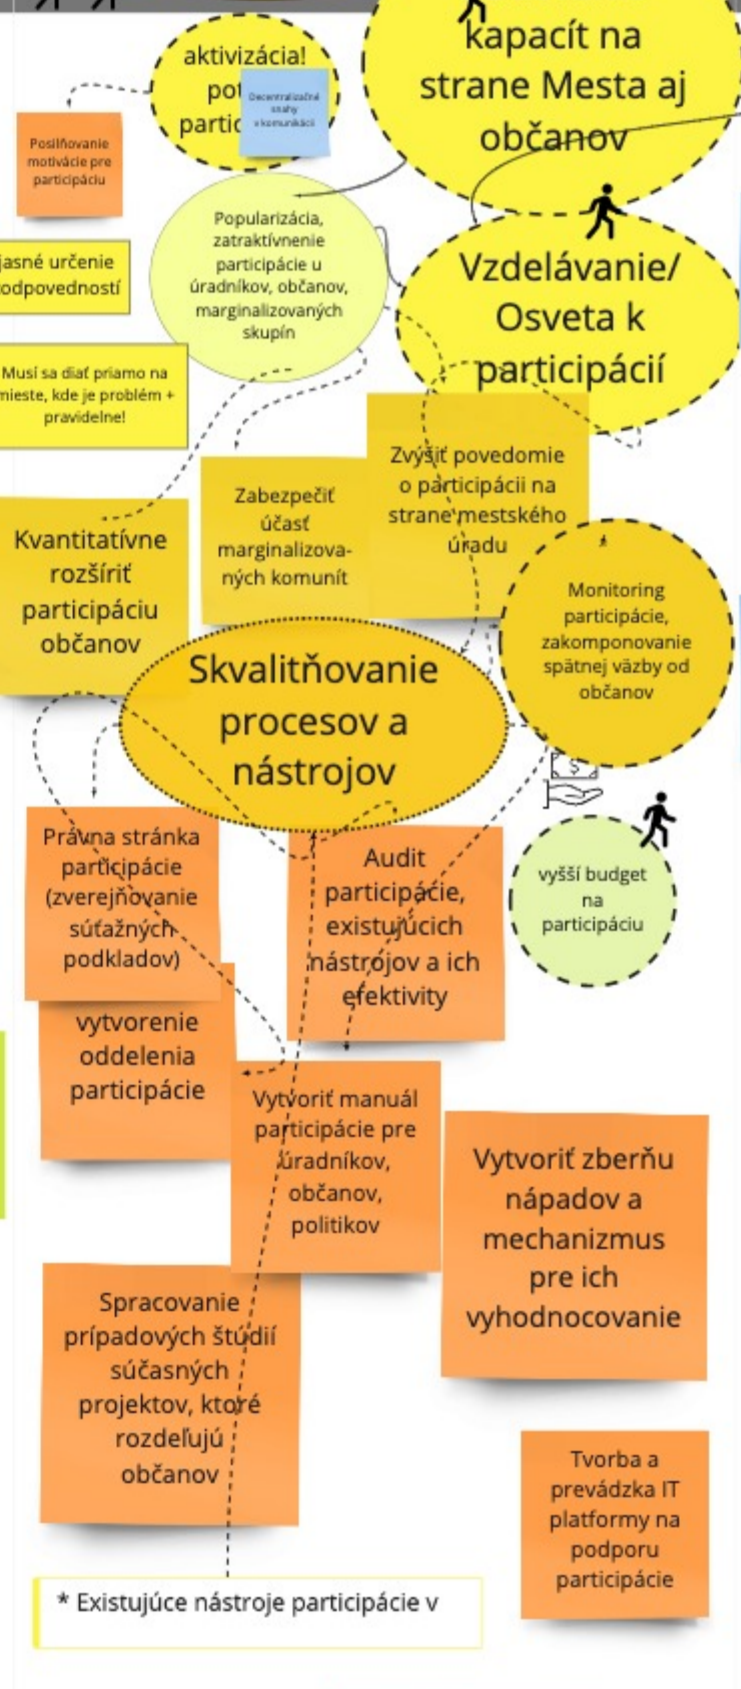 kapacít na
strane Mesta aj
občanov
aktivizácia!
Decentralizačné
snahy
v komunikácii
Posilňovanie
motivácie pre
participáciu
Popularizácia,
zatraktívnenie
participácie u
úradníkov, občanov,
marginalizovaných
skupín
jasné určenie
odpovedností
Vzdelávanie/
Osveta k
participácií
Musí sa diať priamo na
mieste, kde je problém +
pravidelne!
Zvýšiť povedomie
o participácii na
strane mestského
úradu
Zabezpečiť
účasť
marginalizova-
ných komunít
Kvantitatívne
rozšíriť
participáciu
občanov
Monitoring
participácie,
zakomponovanie
spätnej väzby od
občanov
Skvalitňovanie
procesov a
nástrojov
Právna stránka
participácie
(zverejňovanie
súťažných
podkladov)
Audit
participácie,
existujúcich
nástrojov a ich
efektivity
vyšší budget
na
participáciu
vytvorenie
oddelenia
participácie
Vytvoriť manuál
participácie pre
úradníkov,
občanov,
politikov
Vytvoriť zberňu
nápadov a
mechanizmus
pre ich
vyhodnocovanie
Spracovanie
prípadových štúdií
súčasných
projektov, ktoré
rozdeľujú
občanov
Tvorba a
prevádzka IT
platformy na
podporu
participácie
* Existujúce nástroje participácie v